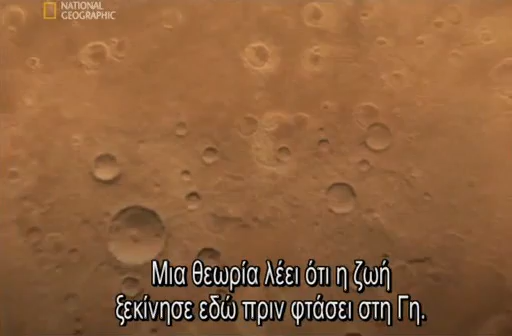 NATIONAL
GEOGRAPHIC
Μια θεωρία λέει ότι η ζωή
ξεκίνησε εδώ πριν φτάσει στη Γη.